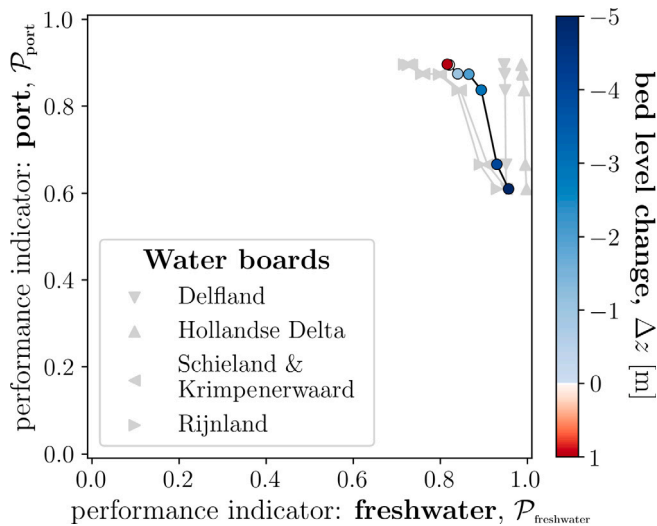 1.0
0.8
0.6
0.4
0.2
0.0
performance indicator: port, 𝒫port
Water boards
Delfland
Hollandse Delta
Schieland &
Krimpenerwaard
Rijnland
0.0 0.2 0.4 0.6 0.8 1.0
performance indicator: freshwater, 𝒫freshwater
−5
−4
−3
−2
−1
0
1
bed level change, Δz [m]